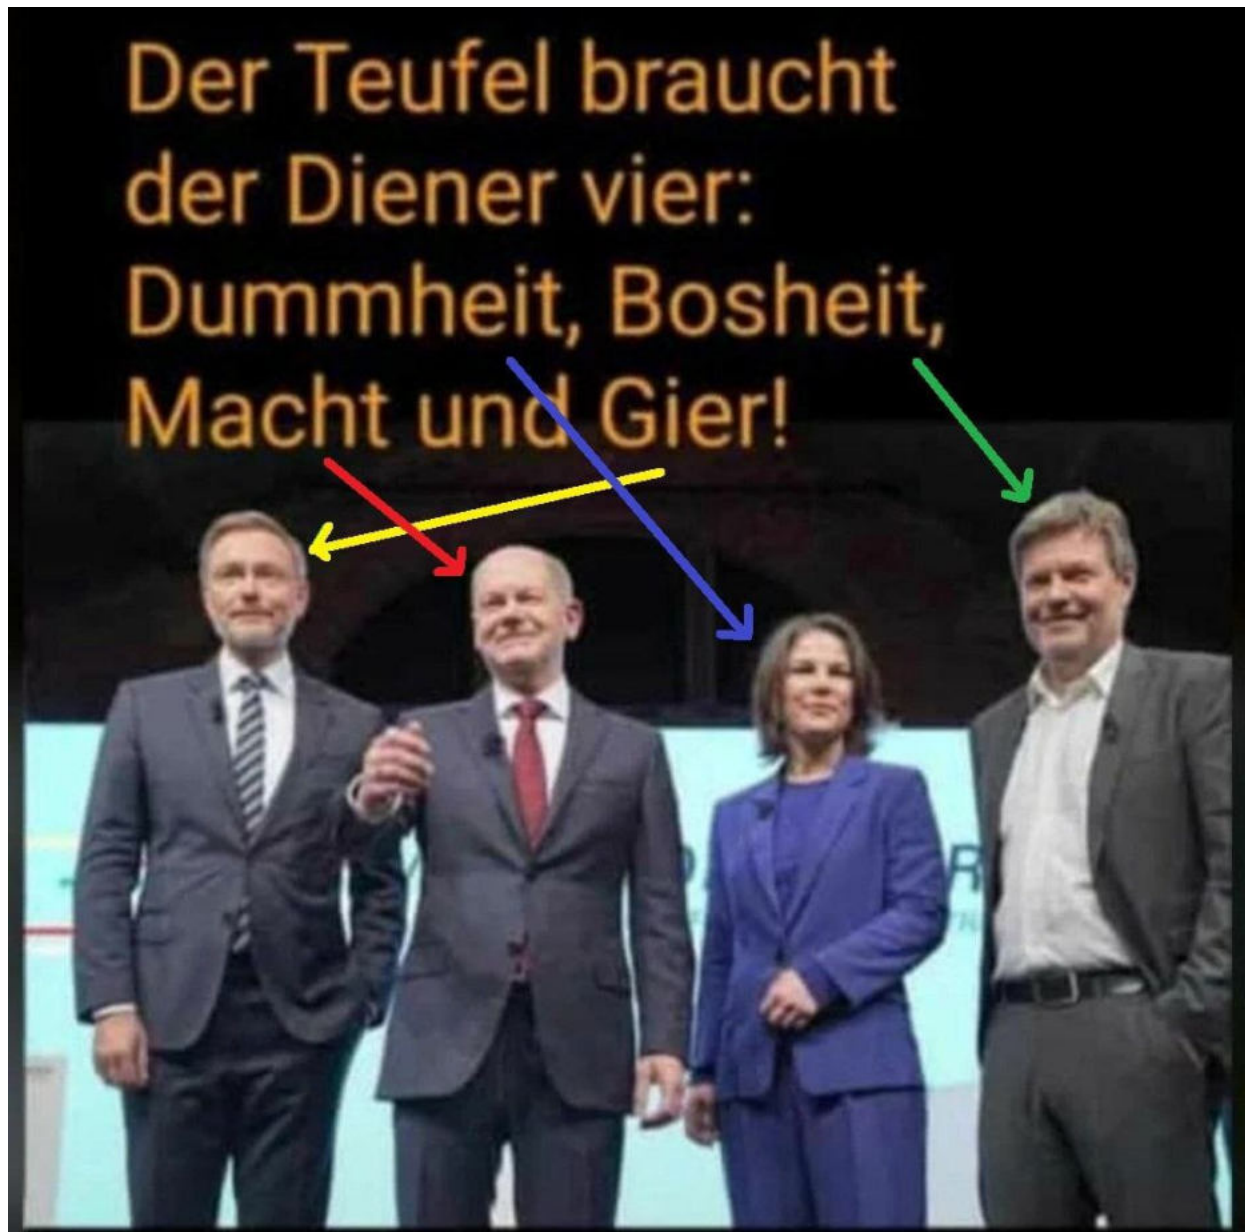 Der Teufel braucht
der Diener vier:
Dummheit, Bosheit,
Macht und Gier!